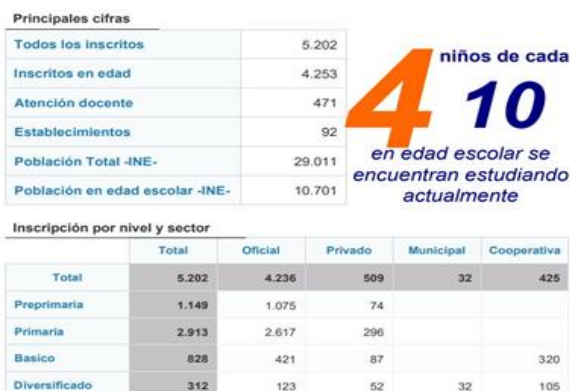 Principales cifras
Todos los inscritos 5.202
Inscritos en edad 4.253
Atención docente 471
Establecimientos 92
Población Total -INE- 29.011
Población en edad escolar -INE- 10.701
4 niños de cada
10
en edad escolar se
encuentran estudiando
actualmente
Inscripción por nivel y sector
Total Oficial Privado Municipal Cooperativa
Total 5.202 4.236 509 32 425
Preprimaria 1.149 1.075 74
Primaria 2.913 2.617 296
Basico 828 421 87 320
Diversificado 312 123 52 32 105